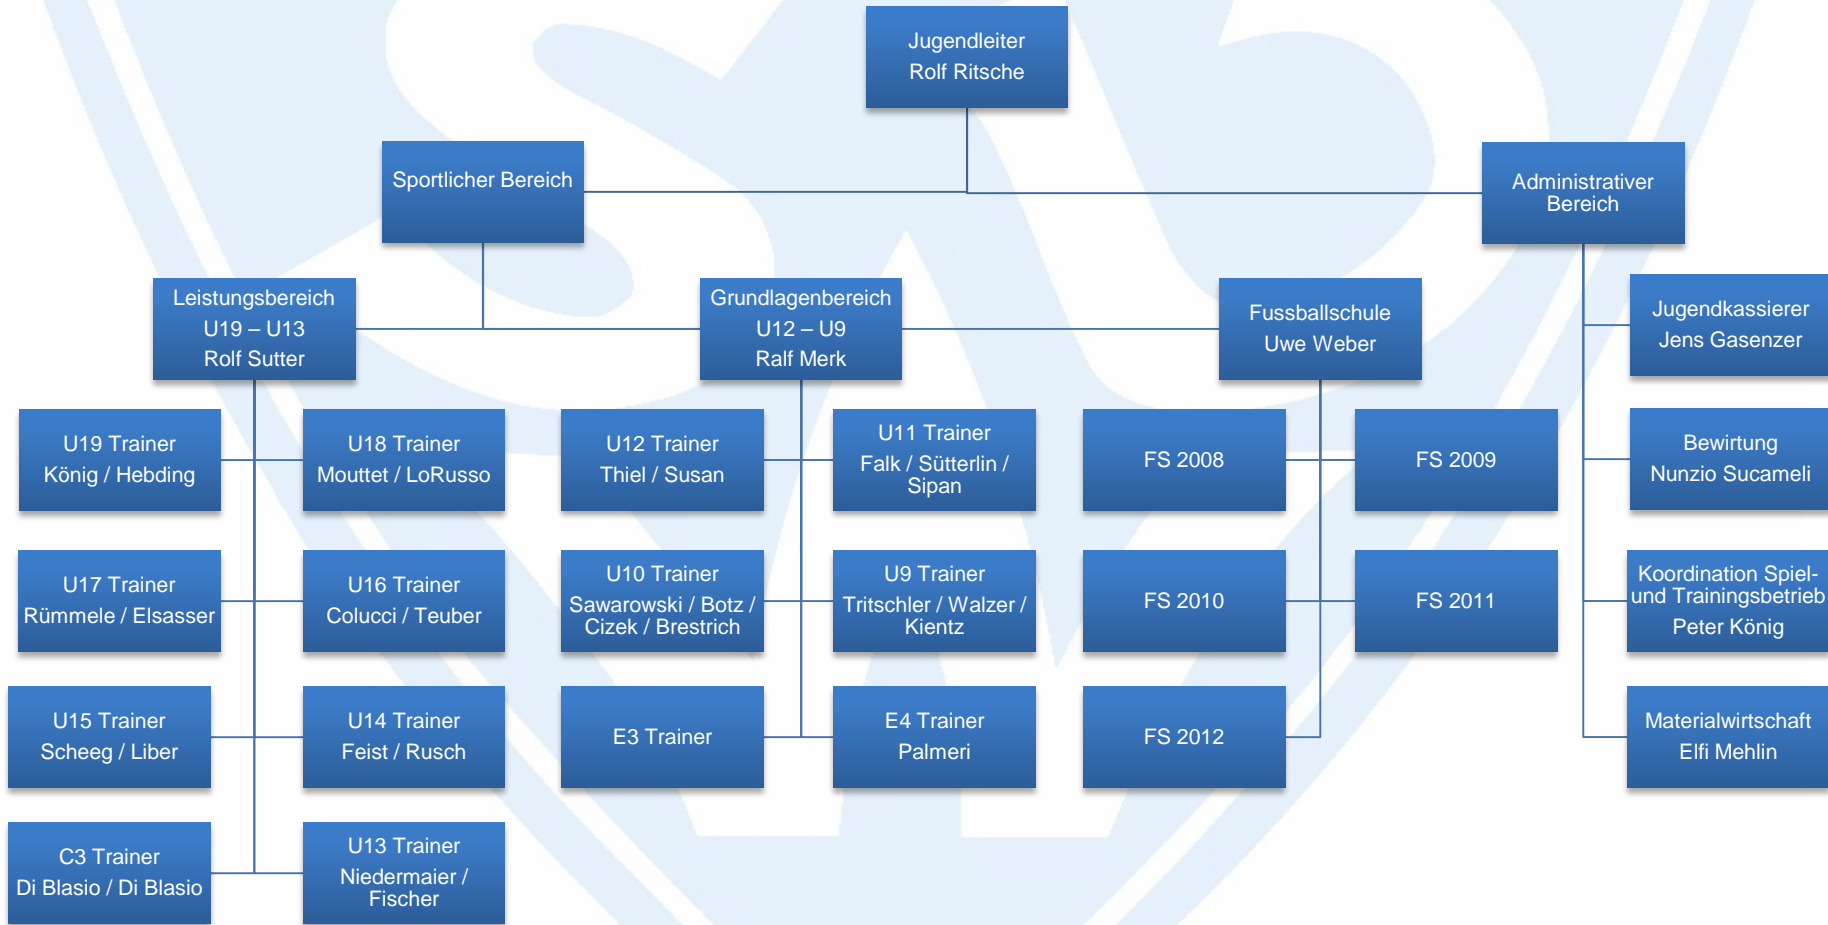 Jugendleiter
Rolf Ritsche
Sportlicher Bereich
Administrativer
Bereich
Leistungsbereich
U19 – U13
Rolf Sutter
Grundlagenbereich
U12 – U9
Ralf Merk
Fussballschule
Uwe Weber
Jugendkassierer
Jens Gasenzer
U19 Trainer
König / Hebding
U18 Trainer
Mouttet / LoRusso
U12 Trainer
Thiel / Susan
U11 Trainer
Falk / Sütterlin /
Sipan
FS 2008
FS 2009
Bewirtung
Nunzio Sucameli
U17 Trainer
Rümmele / Elsasser
U16 Trainer
Colucci / Teuber
U10 Trainer
Sawarowski / Botz /
Cizek / Brestrich
U9 Trainer
Tritschler / Walzer /
Kientz
FS 2010
FS 2011
Koordination Spiel-
und Trainingsbetrieb
Peter König
U15 Trainer
Scheeg / Liber
U14 Trainer
Feist / Rusch
E3 Trainer
E4 Trainer
Palmeri
FS 2012
Materialwirtschaft
Elfi Mehlin
C3 Trainer
Di Blasio / Di Blasio
U13 Trainer
Niedermaier /
Fischer